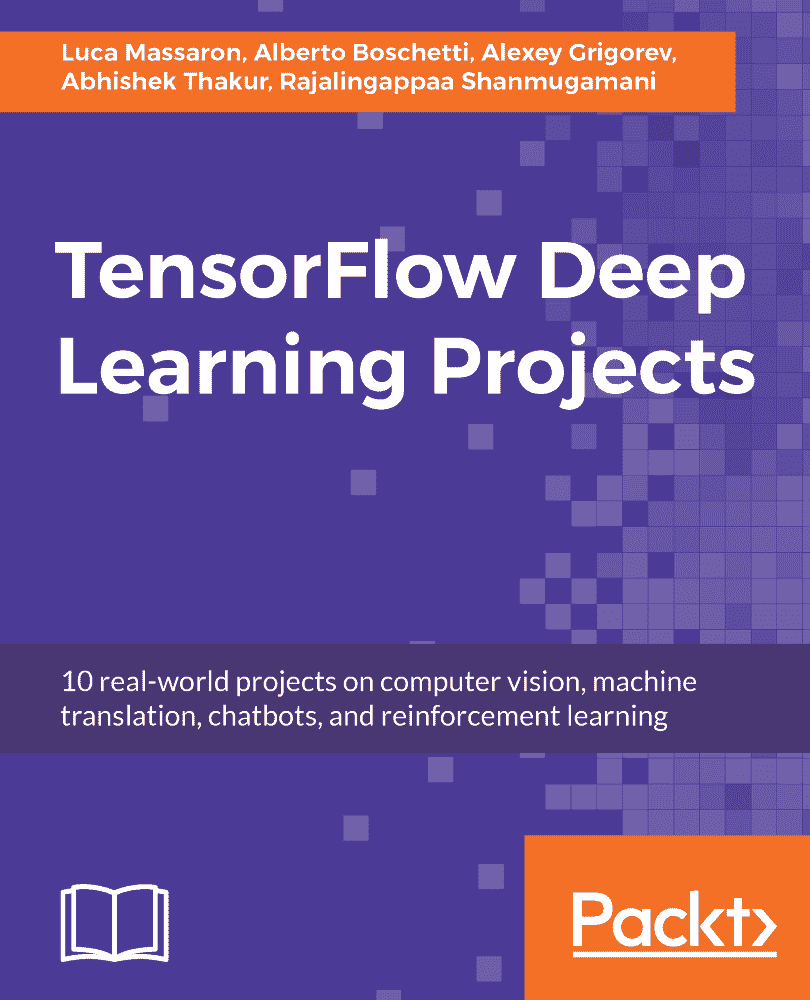 Luca Massaron, Alberto Boschetti, Alexey Grigorev,
Abhishek Thakur, Rajalingappaa Shanmugamani
TensorFlow Deep
Learning Projects
10 real-world projects on computer vision, machine
translation, chatbots, and reinforcement learning
Packt>